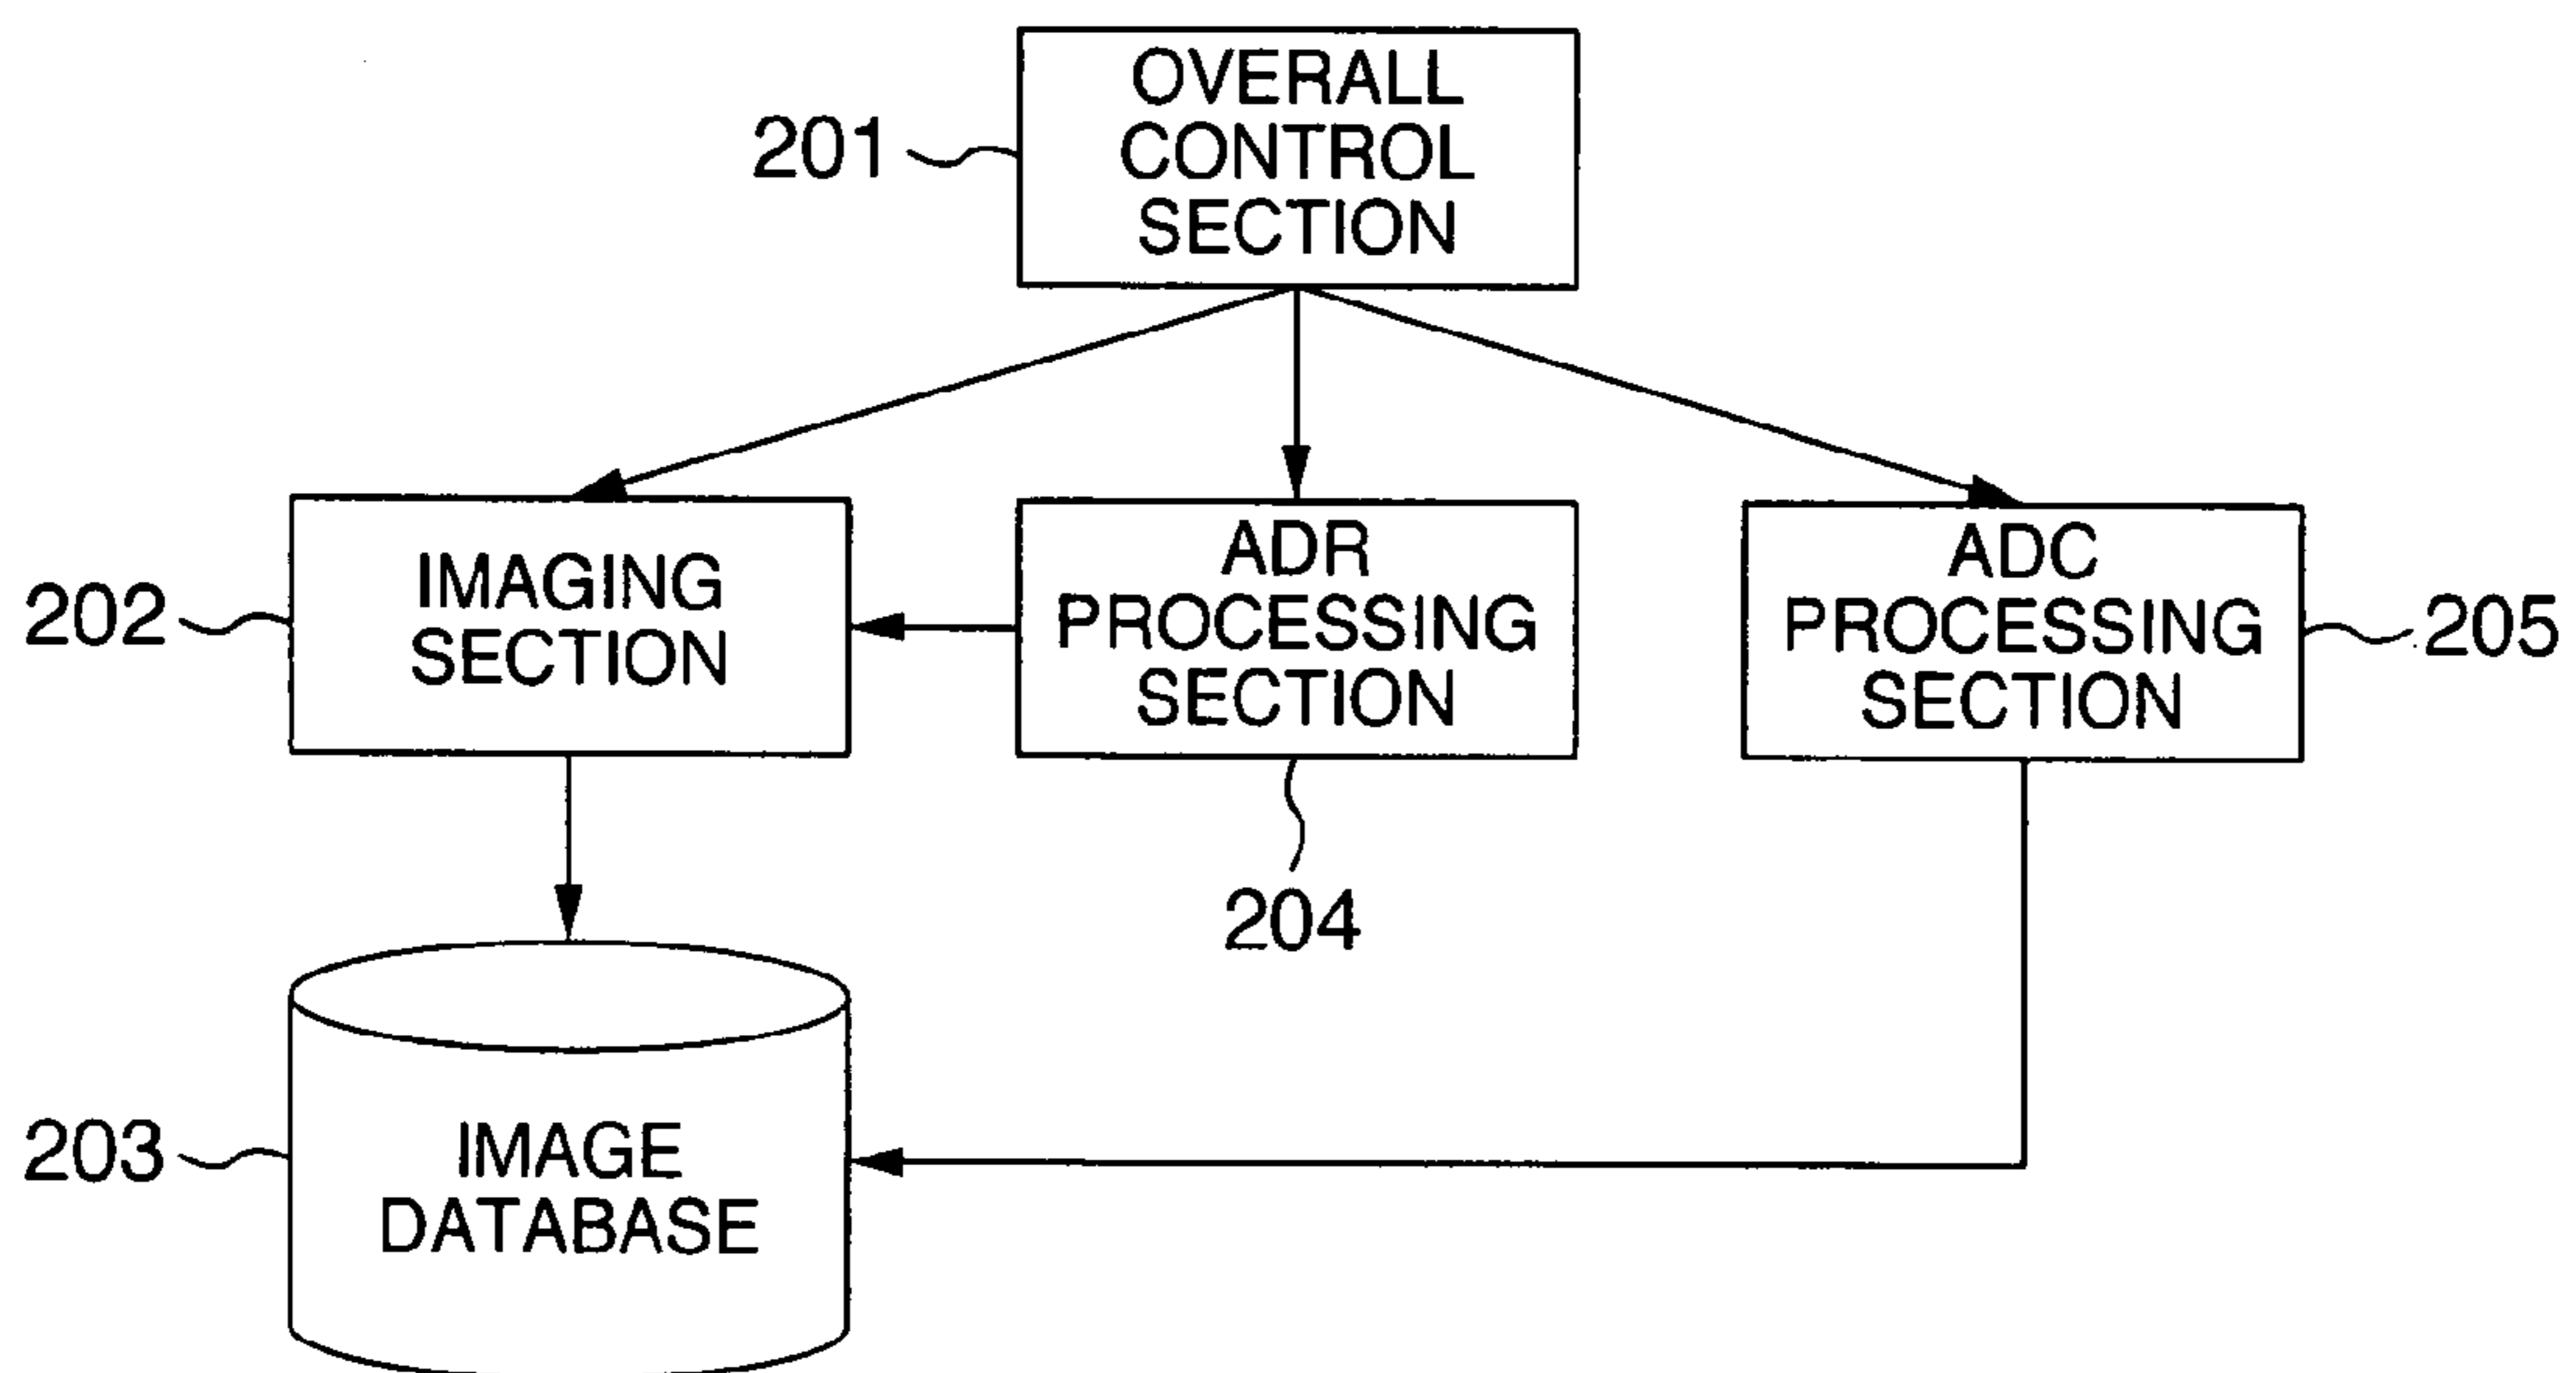 OVERALL
CONTROL
SECTION
201
IMAGING
SECTION
202
ADR
PROCESSING
SECTION
204
ADC
PROCESSING
SECTION
205
IMAGE
DATABASE
203